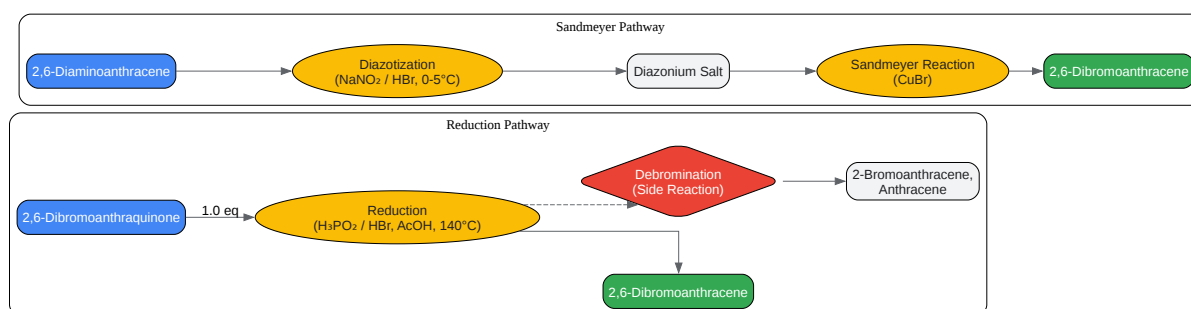 Sandmeyer Pathway
2,6-Diaminoanthracene
Diazotization
(NaNO₂ / HBr, 0-5°C)
Diazonium Salt
Sandmeyer Reaction
(CuBr)
2,6-Dibromoanthracene
Reduction Pathway
2,6-Dibromoanthraquinone
1.0 eq
Reduction
(H₃PO₂ / HBr, AcOH, 140°C)
Debromination
(Side Reaction)
2-Bromoanthracene,
Anthracene
2,6-Dibromoanthracene